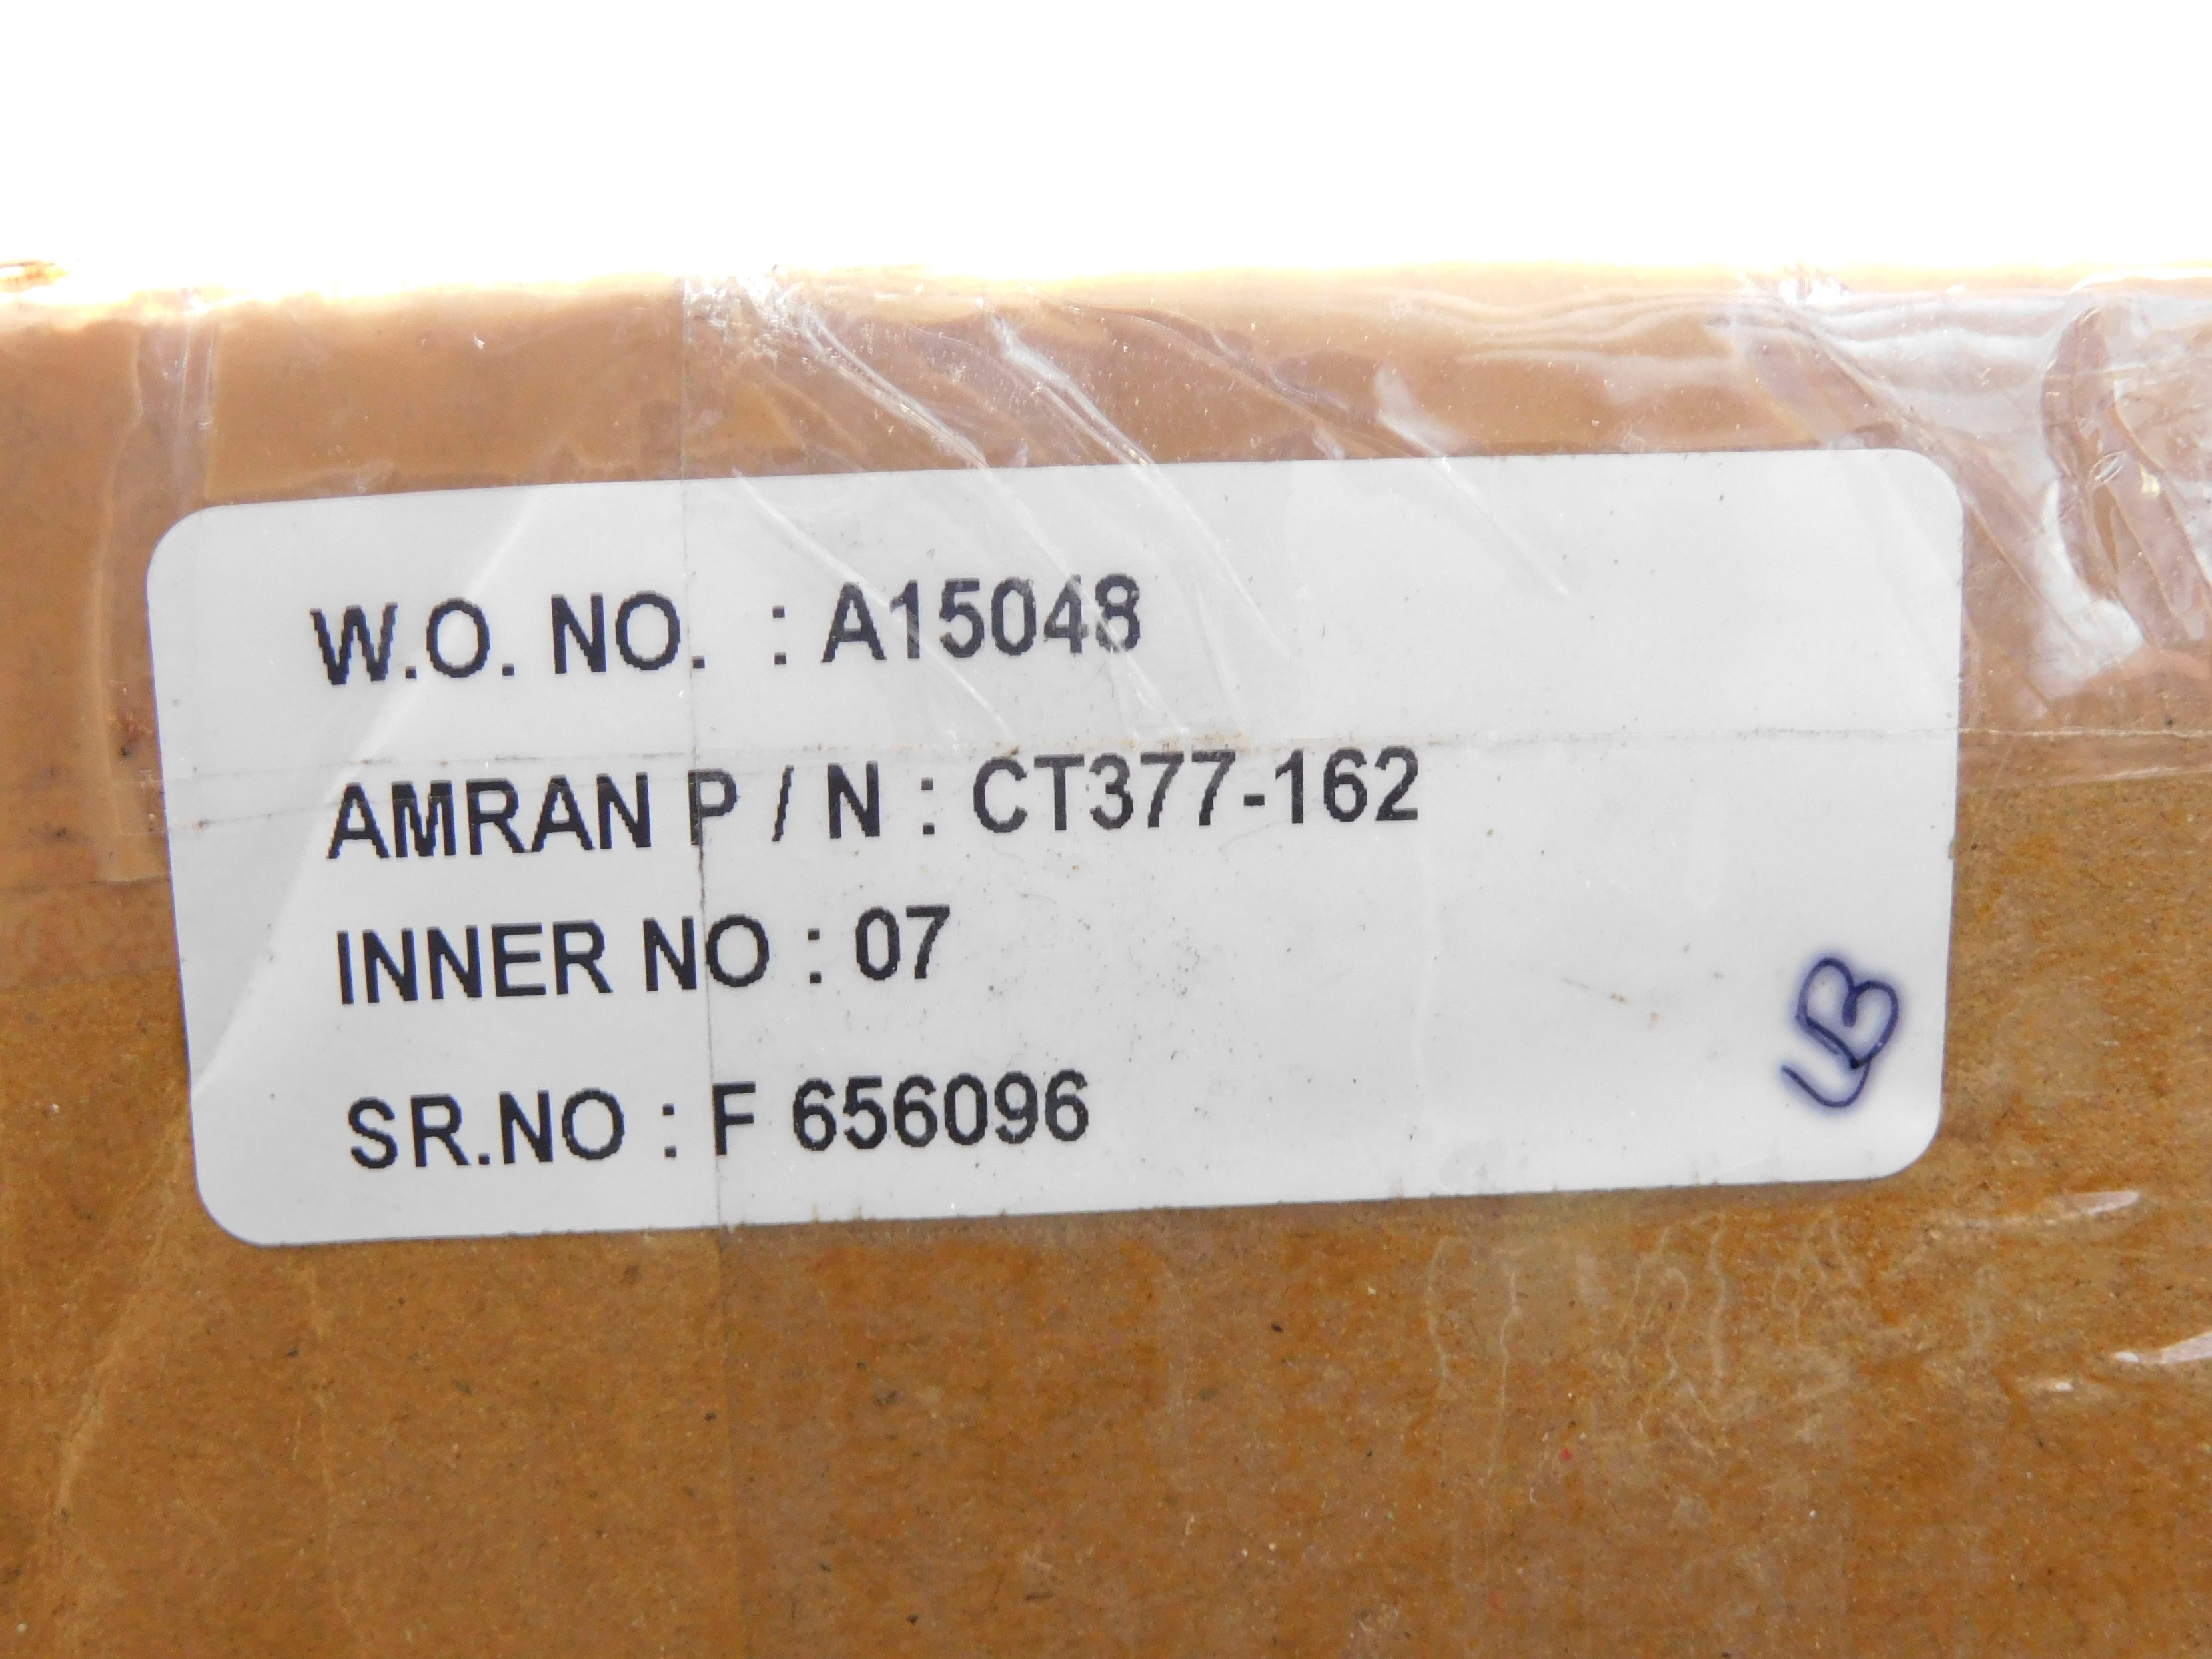 W.O. NO. : A15048
AMRAN P / N : CT377-162
INNER NO : 07
SR.NO : F 656096